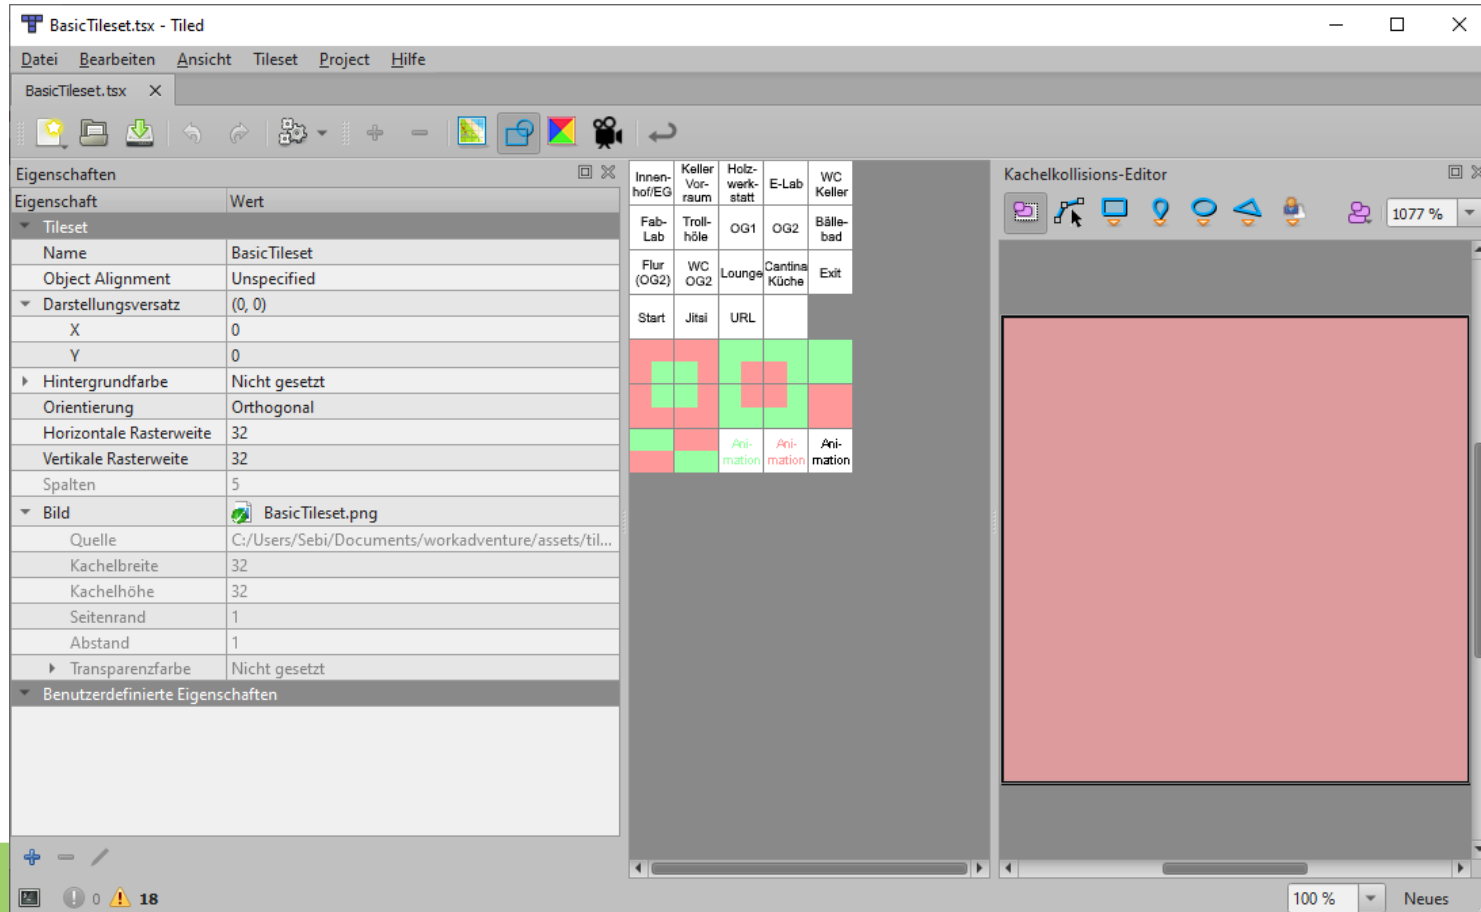 BasicTileset.tsx - Tiled
Datei Bearbeiten Ansicht Tileset Project Hilfe
BasicTileset.tsx
Eigenschaften
Eigenschaft Wert
Tileset
Name BasicTileset
Object Alignment Unspecified
Darstellungsversatz (0, 0)
X 0
Y 0
Hintergrundfarbe Nicht gesetzt
Orientierung Orthogonal
Horizontale Rasterweite 32
Vertikale Rasterweite 32
Spalten 5
Bild BasicTileset.png
Quelle C:/Users/Sebi/Documents/workadventure/assets/til...
Kachelbreite 32
Kachelhöhe 32
Seitenrand 1
Abstand 1
Transparenzfarbe Nicht gesetzt
Benutzerdefinierte Eigenschaften
Innen-
hof/EG
Keller
Vor-
raum
Holz-
werk-
statt
E-Lab
WC
Keller
Fab-
Lab
Troll-
höle
OG1
OG2
Bälle-
bad
Flur
(OG2)
WC
OG2
Lounge
Cantina
Küche
Exit
Start
Jitsi
URL
Ani-
mation
Ani-
mation
Ani-
mation
Kachelkollisions-Editor
1077 %
0
18
100 %
Neues